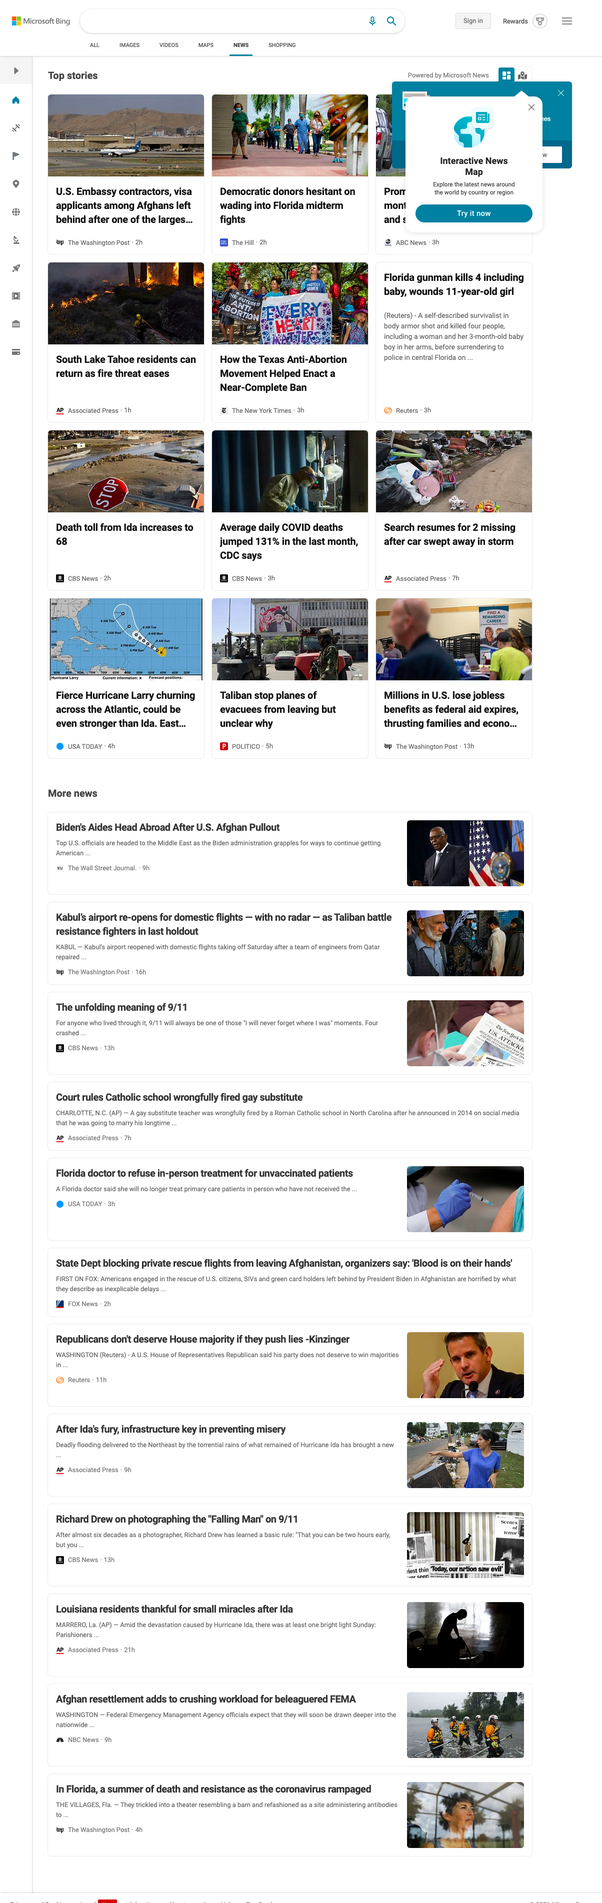 Microsoft Bing
Sign in
Rewards
ALL
IMAGES
VIDEOS
MAPS
NEWS
SHOPPING
Top stories
Powered by Microsoft News
Interactive News
Map
Explore the latest news around
the world by country or region
Try it now
U.S. Embassy contractors, visa
applicants among Afghans left
behind after one of the larges...
The Washington Post · 2h
Democratic donors hesitant on
wading into Florida midterm
fights
The Hill · 2h
Prom
mont
and s
ABC News · 3h
South Lake Tahoe residents can
return as fire threat eases
AP Associated Press · 1h
How the Texas Anti-Abortion
Movement Helped Enact a
Near-Complete Ban
The New York Times · 3h
Florida gunman kills 4 including
baby, wounds 11-year-old girl
(Reuters) - A self-described survivalist in
body armor shot and killed four people,
including a woman and her 3-month-old baby
boy in her arms, before surrendering to
police in central Florida on ...
Reuters · 3h
STOP
Death toll from Ida increases to
68
CBS News · 2h
Average daily COVID deaths
jumped 131% in the last month,
CDC says
CBS News · 3h
Search resumes for 2 missing
after car swept away in storm
AP Associated Press · 7h
Fierce Hurricane Larry churning
across the Atlantic, could be
even stronger than Ida. East...
USA TODAY · 4h
Taliban stop planes of
evacuees from leaving but
unclear why
POLITICO · 5h
Millions in U.S. lose jobless
benefits as federal aid expires,
thrusting families and econo...
The Washington Post · 13h
More news
Biden's Aides Head Abroad After U.S. Afghan Pullout
Top U.S. officials are headed to the Middle East as the Biden administration grapples for ways to continue getting
American ...
The Wall Street Journal. · 9h
Kabul's airport re-opens for domestic flights — with no radar — as Taliban battle
resistance fighters in last holdout
KABUL — Kabul's airport reopened with domestic flights taking off Saturday after a team of engineers from Qatar
repaired ...
The Washington Post · 16h
The unfolding meaning of 9/11
For anyone who lived through it, 9/11 will always be one of those "I will never forget where I was" moments. Four
crashed ...
CBS News · 13h
Court rules Catholic school wrongfully fired gay substitute
CHARLOTTE, N.C. (AP) — A gay substitute teacher was wrongfully fired by a Roman Catholic school in North Carolina after he announced in 2014 on social media
that he was going to marry his longtime ...
AP Associated Press · 7h
Florida doctor to refuse in-person treatment for unvaccinated patients
A Florida doctor said she will no longer treat primary care patients in person who have not received the ...
USA TODAY · 3h
State Dept blocking private rescue flights from leaving Afghanistan, organizers say: 'Blood is on their hands'
FIRST ON FOX: Americans engaged in the rescue of U.S. citizens, SIVs and green card holders left behind by President Biden in Afghanistan are horrified by what
they describe as inexplicable delays ...
FOX News · 2h
Republicans don't deserve House majority if they push lies -Kinzinger
WASHINGTON (Reuters) - A U.S. House of Representatives Republican said his party does not deserve to win majorities
in ...
Reuters · 11h
After Ida's fury, infrastructure key in preventing misery
Deadly flooding delivered to the Northeast by the torrential rains of what remained of Hurricane Ida has brought a new
...
AP Associated Press · 9h
Richard Drew on photographing the "Falling Man" on 9/11
After almost six decades as a photographer, Richard Drew has learned a basic rule: "That you can be two hours early,
but you ...
CBS News · 13h
Louisiana residents thankful for small miracles after Ida
MARRERO, La. (AP) — Amid the devastation caused by Hurricane Ida, there was at least one bright light Sunday:
Parishioners ...
AP Associated Press · 21h
Afghan resettlement adds to crushing workload for beleaguered FEMA
WASHINGTON — Federal Emergency Management Agency officials expect that they will soon be drawn deeper into the
nationwide ...
NBC News · 9h
In Florida, a summer of death and resistance as the coronavirus rampaged
THE VILLAGES, Fla. — They trickled into a theater resembling a barn and refashioned as a site administering antibodies
to ...
The Washington Post · 4h